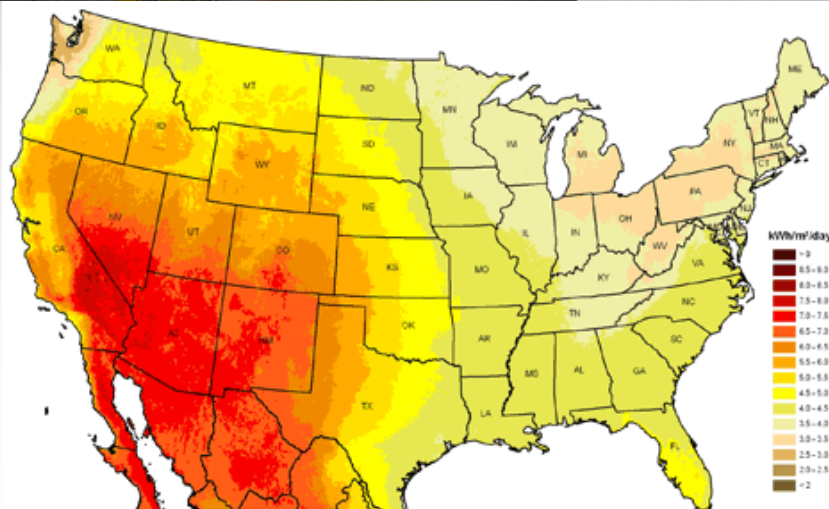 WA
MT
ND
MN
ME
VT
NH
OR
ID
WY
SD
WI
MI
NY
MA
CT
NE
IA
PA
NV
UT
CO
KS
IL
IN
OH
NJ
CA
MO
WV
VA
KY
AZ
NM
OK
TN
NC
AR
SC
MS
AL
GA
TX
LA
FL
kWh/m²/day
>9
8.5 - 9.0
8.0 - 8.5
7.5 - 8.0
7.0 - 7.5
6.5 - 7.0
6.0 - 6.5
5.5 - 6.0
5.0 - 5.5
4.5 - 5.0
4.0 - 4.5
3.5 - 4.0
3.0 - 3.5
2.5 - 3.0
2.0 - 2.5
<2